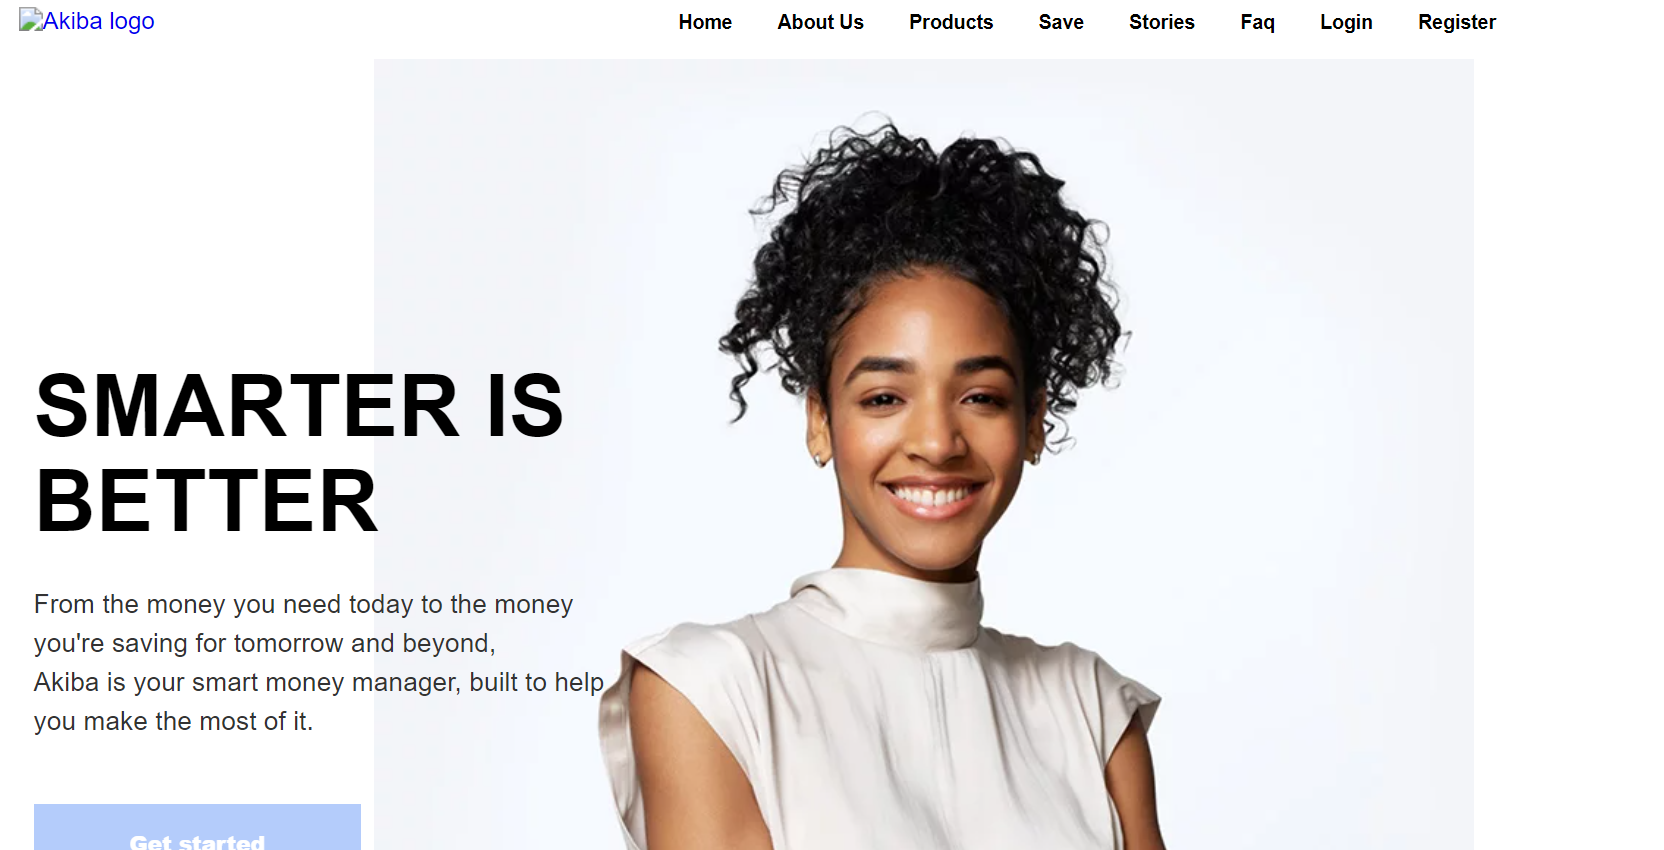 Akiba logo
Home About Us Products Save Stories Faq Login Register
SMARTER IS
BETTER
From the money you need today to the money
you're saving for tomorrow and beyond,
Akiba is your smart money manager, built to help
you make the most of it.
Get started